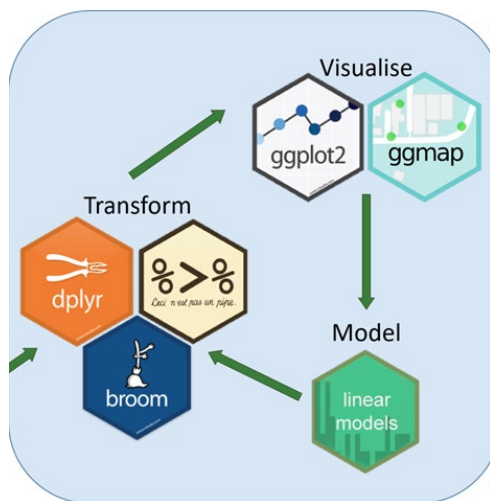 Visualise
ggplot2
ggmap
Transform
dplyr
%>%
Ceci n'est pas un pipe.
broom
Model
linear
models